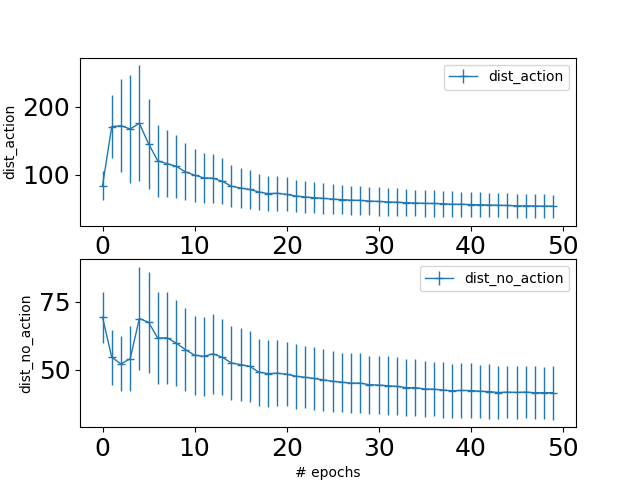 dist_action
200
100
dist_action
0 10 20 30 40 50
dist_no_action
75
50
dist_no_action
0 10 20 30 40 50
# epochs